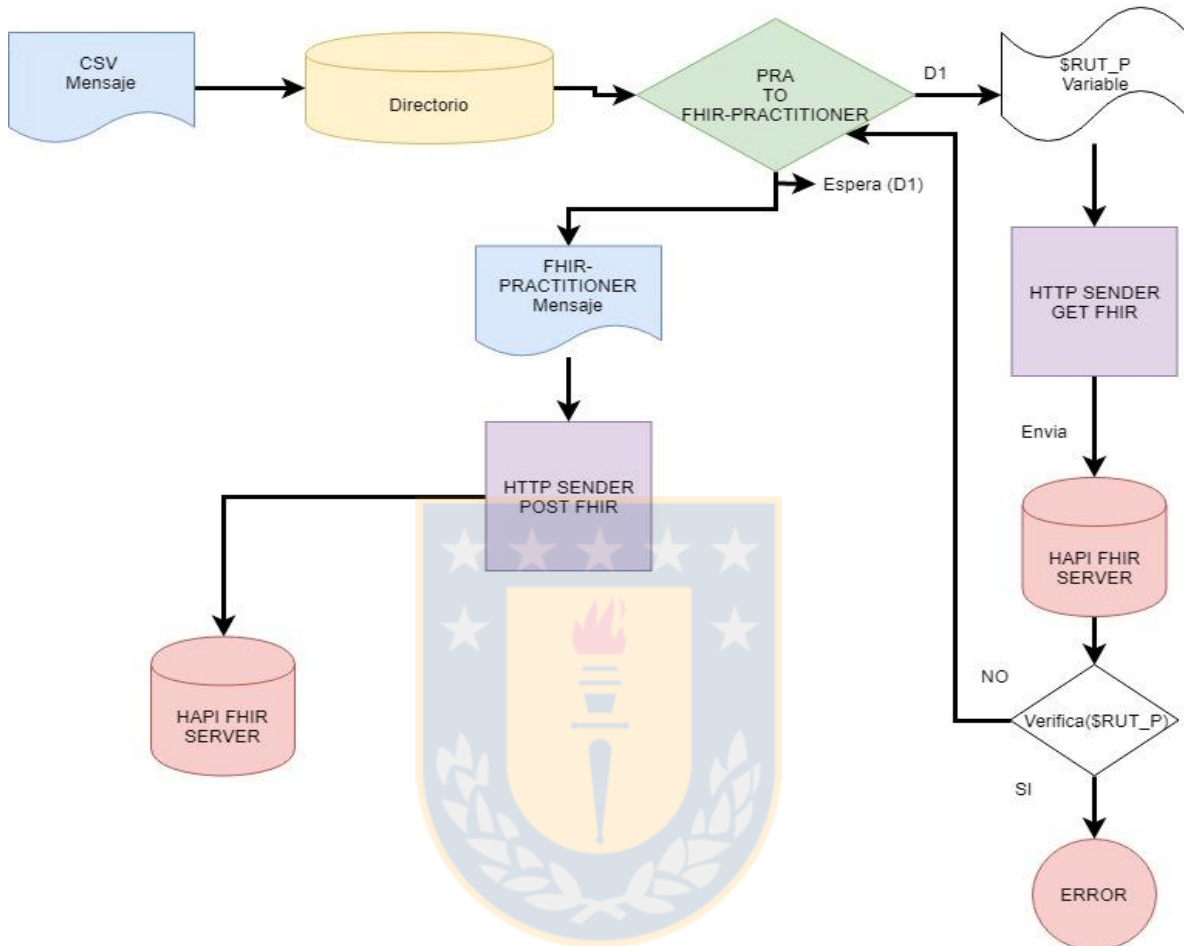 CSV
Mensaje
Directorio
PRA
TO
FHIR-PRACTITIONER
D1
$RUT_P
Variable
Espera (D1)
FHIR-
PRACTITIONER
Mensaje
HTTP SENDER
GET FHIR
HTTP SENDER
POST FHIR
Envia
HAPI FHIR
SERVER
HAPI FHIR
SERVER
NO
Verifica($RUT_P)
SI
ERROR